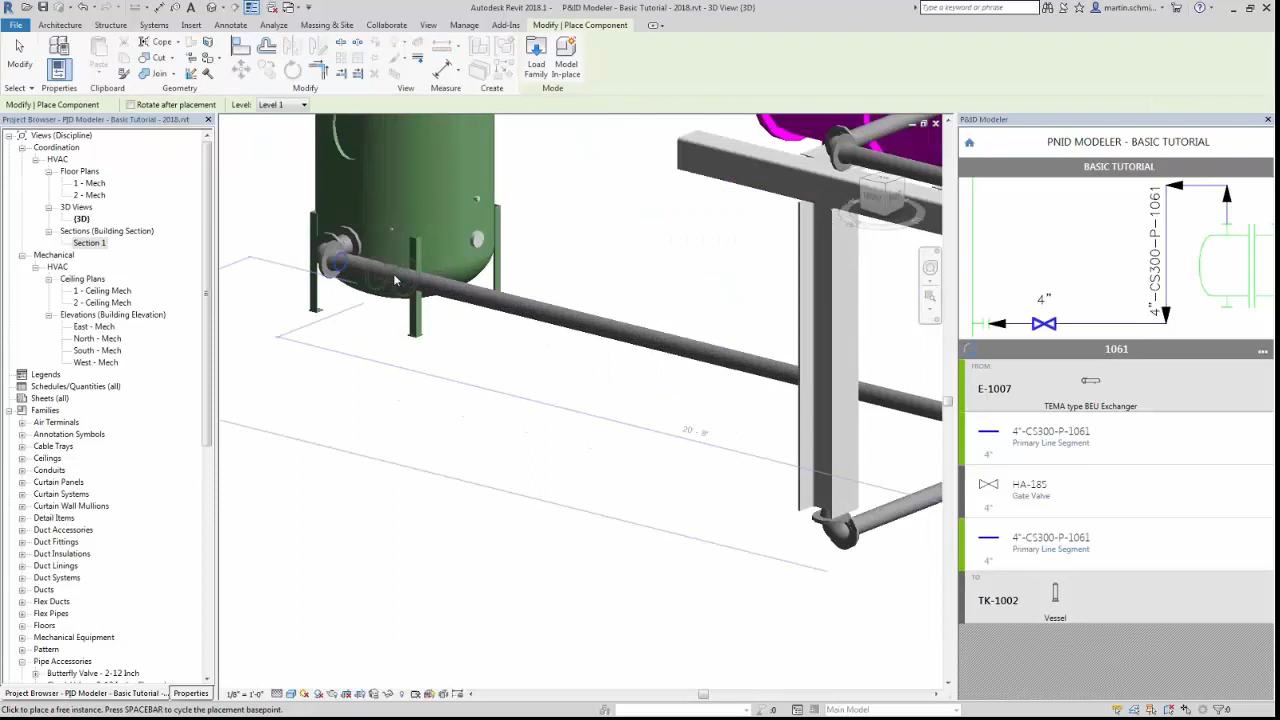 Autodesk Revit 2018.1 - P&ID Modeler - Basic Tutorial - 2018.rvt - 3D View: {3D}
Type a keyword or phrase
martin.schmi...
File Architecture Structure Systems Insert Annotate Analyze Massing & Site Collaborate View Manage Add-Ins Modify | Place Component
Modify
Select
Properties
Paste
Clipboard
Cope
Cut
Join
Geometry
Modify
View
Measure
Create
Load Family
Model In-place
Mode
Modify | Place Component
Rotate after placement
Level: Level 1
Project Browser - PJD Modeler - Basic Tutorial - 2018.rvt
Views (Discipline)
Coordination
HVAC
Floor Plans
1 - Mech
2 - Mech
3D Views
{3D}
Sections (Building Section)
Section 1
Mechanical
HVAC
Ceiling Plans
1 - Ceiling Mech
2 - Ceiling Mech
Elevations (Building Elevation)
East - Mech
North - Mech
South - Mech
West - Mech
Legends
Schedules/Quantities (all)
Sheets (all)
Families
Air Terminals
Annotation Symbols
Cable Trays
Ceilings
Conduits
Curtain Panels
Curtain Systems
Curtain Wall Mullions
Detail Items
Duct Accessories
Duct Fittings
Duct Insulations
Duct Linings
Duct Systems
Ducts
Flex Ducts
Flex Pipes
Floors
Mechanical Equipment
Pattern
Pipe Accessories
Butterfly Valve - 2-12 Inch
Project Browser - PJD Modeler - Basic Tutorial -... Properties
20' - 8"
P&ID Modeler
PNID MODELER - BASIC TUTORIAL
BASIC TUTORIAL
4"-CS300-P-1061
4"
1061
...
FROM:
E-1007
TEMA type BEU Exchanger
4"-CS300-P-1061
Primary Line Segment
4"
HA-185
Gate Valve
4"
4"-CS300-P-1061
Primary Line Segment
4"
TO
TK-1002
Vessel
1/8" = 1'-0"
Click to place a free instance. Press SPACEBAR to cycle the placement basepoint.
:0
Main Model
:0